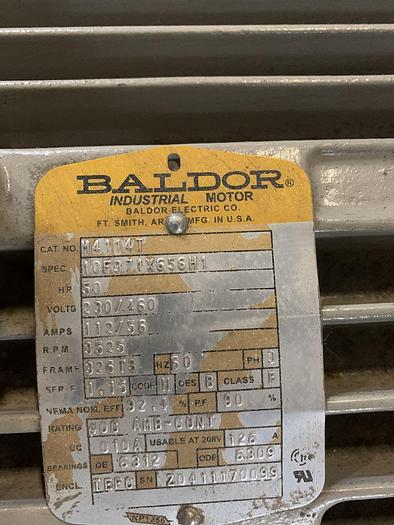 BALDOR®
INDUSTRIAL MOTOR
BALDOR ELECTRIC CO.
FT. SMITH, AR MFG. IN U.S.A.
CAT. NO. M4114T
SPEC. 10F371X656H1
HP 50
VOLTS 230/460
AMPS 112/56
R.P.M. 3525
FRAME 326TS HZ 60 PH 3
SER. F. 1.15 CODE H DES B CLASS F
NEMA NOM. EFF. 92.4 % P.F. 90 %
RATING 40C AMB-CONT
CC 010A USABLE AT 208V 126 A
BEARINGS DE 6312 ODE 6309
ENCL. TEFC SN Z0411170099
NP1256